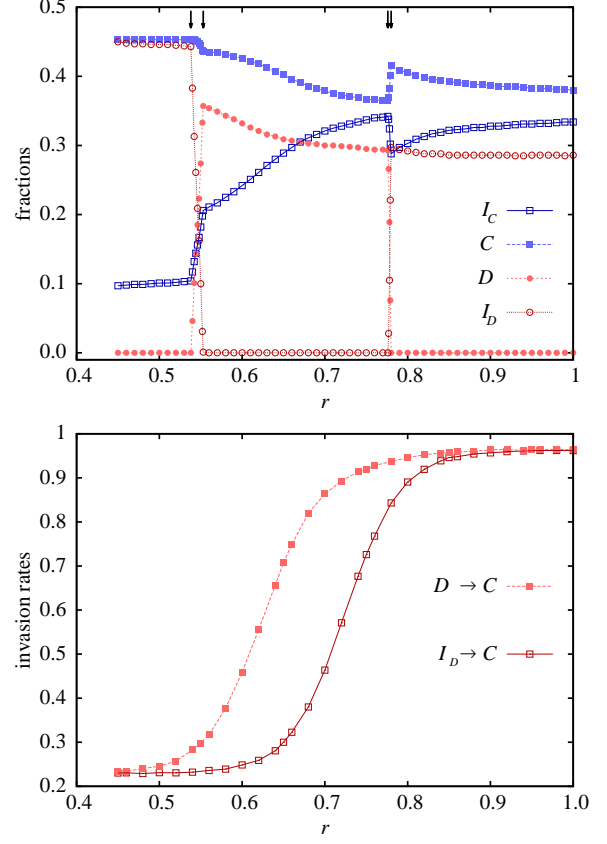 0.5
0.4
0.3
0.2
0.1
0.0
fractions
I_C
C
D
I_D
0.4 0.5 0.6 0.7 0.8 0.9 1
r
1
0.9
0.8
0.7
0.6
0.5
0.4
0.3
0.2
invasion rates
D → C
I_D → C
0.4 0.5 0.6 0.7 0.8 0.9 1.0
r